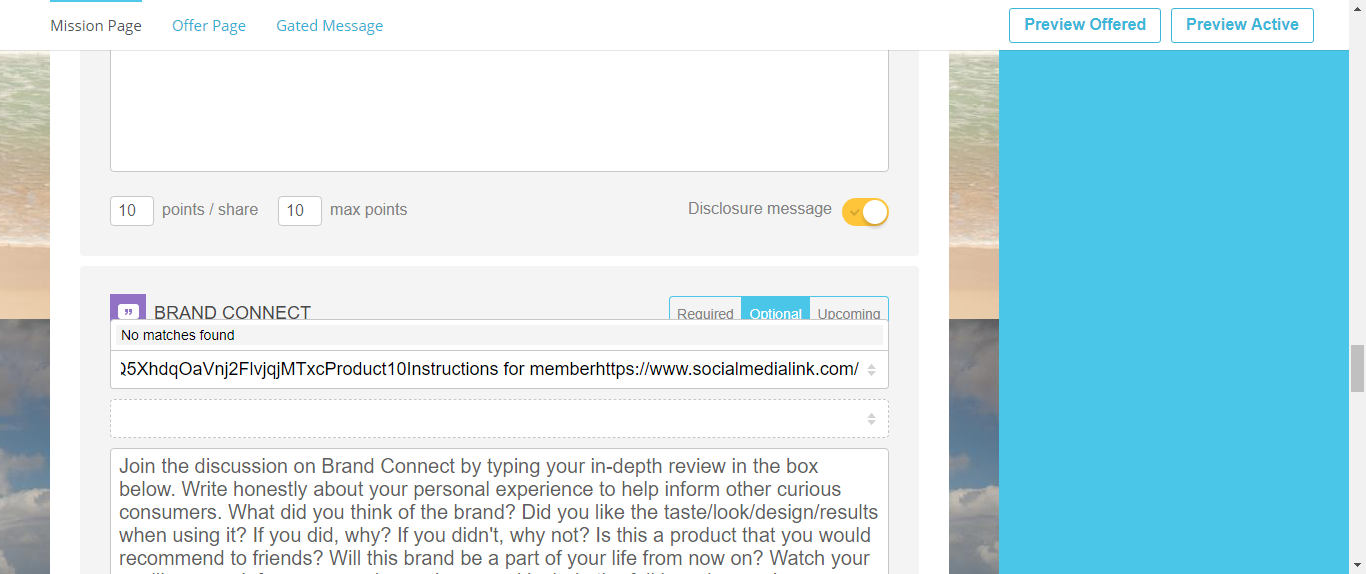 Mission Page
Offer Page
Gated Message
Preview Offered
Preview Active
10 points / share 10 max points
Disclosure message
BRAND CONNECT
Required Optional Upcoming
No matches found
Q5XhdqOaVnj2FlvjqjMTxcProduct10Instructions for memberhttps://www.socialmedialink.com/
Join the discussion on Brand Connect by typing your in-depth review in the box
below. Write honestly about your personal experience to help inform other curious
consumers. What did you think of the brand? Did you like the taste/look/design/results
when using it? If you did, why? If you didn't, why not? Is this a product that you would
recommend to friends? Will this brand be a part of your life from now on? Watch your